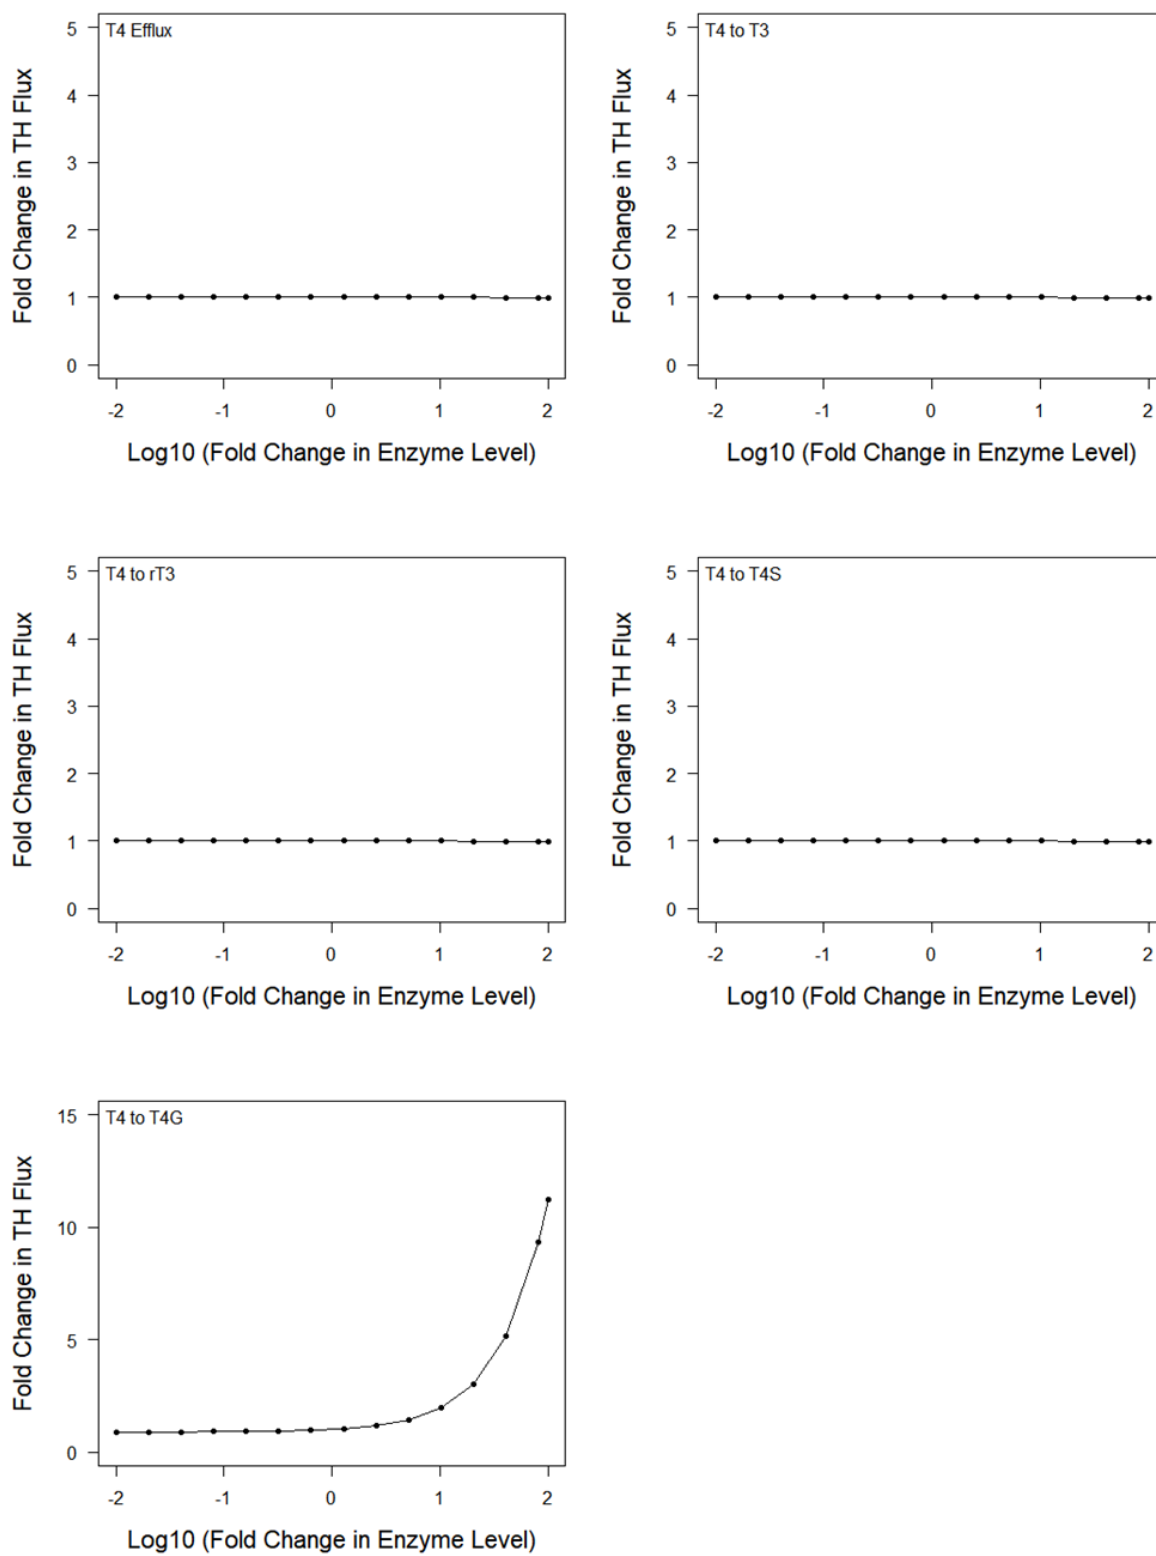 T4 Efflux
5
4
3
2
1
0
Fold Change in TH Flux
-2 -1 0 1 2
Log10 (Fold Change in Enzyme Level)
T4 to T3
5
4
3
2
1
0
Fold Change in TH Flux
-2 -1 0 1 2
Log10 (Fold Change in Enzyme Level)
T4 to rT3
5
4
3
2
1
0
Fold Change in TH Flux
-2 -1 0 1 2
Log10 (Fold Change in Enzyme Level)
T4 to T4S
5
4
3
2
1
0
Fold Change in TH Flux
-2 -1 0 1 2
Log10 (Fold Change in Enzyme Level)
T4 to T4G
15
10
5
0
Fold Change in TH Flux
-2 -1 0 1 2
Log10 (Fold Change in Enzyme Level)